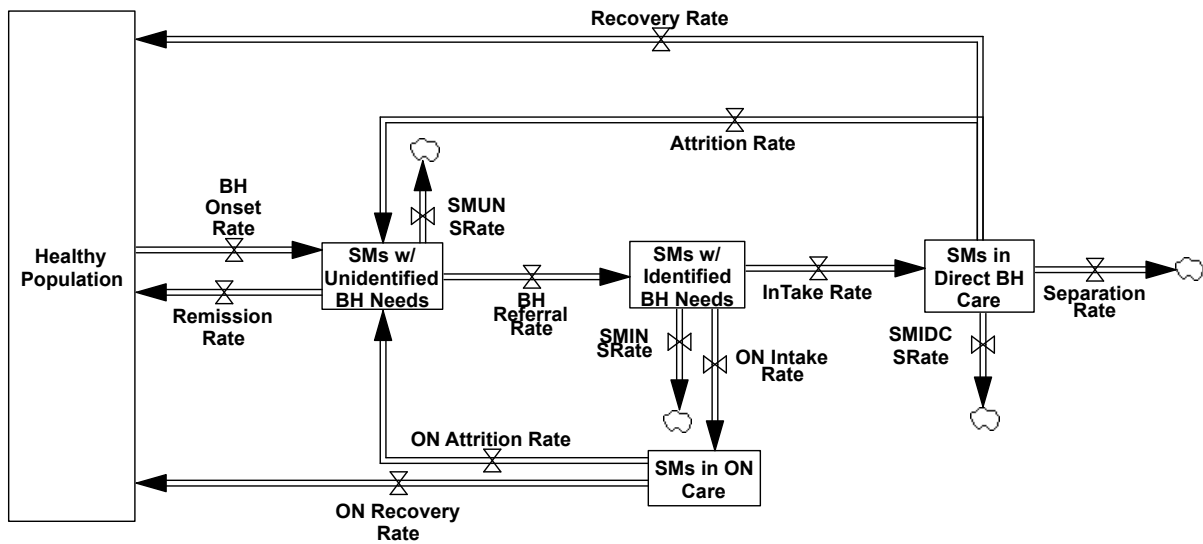 Recovery Rate
Attrition Rate
BH
Onset
Rate
SMUN
SRate
Healthy
Population
SMs w/
Unidentified
BH Needs
SMs w/
Identified
BH Needs
SMs in
Direct BH
Care
Remission
Rate
BH
Referral
Rate
InTake Rate
Separation
Rate
SMIN
SRate
ON Intake
Rate
SMIDC
SRate
ON Attrition Rate
SMs in ON
Care
ON Recovery
Rate